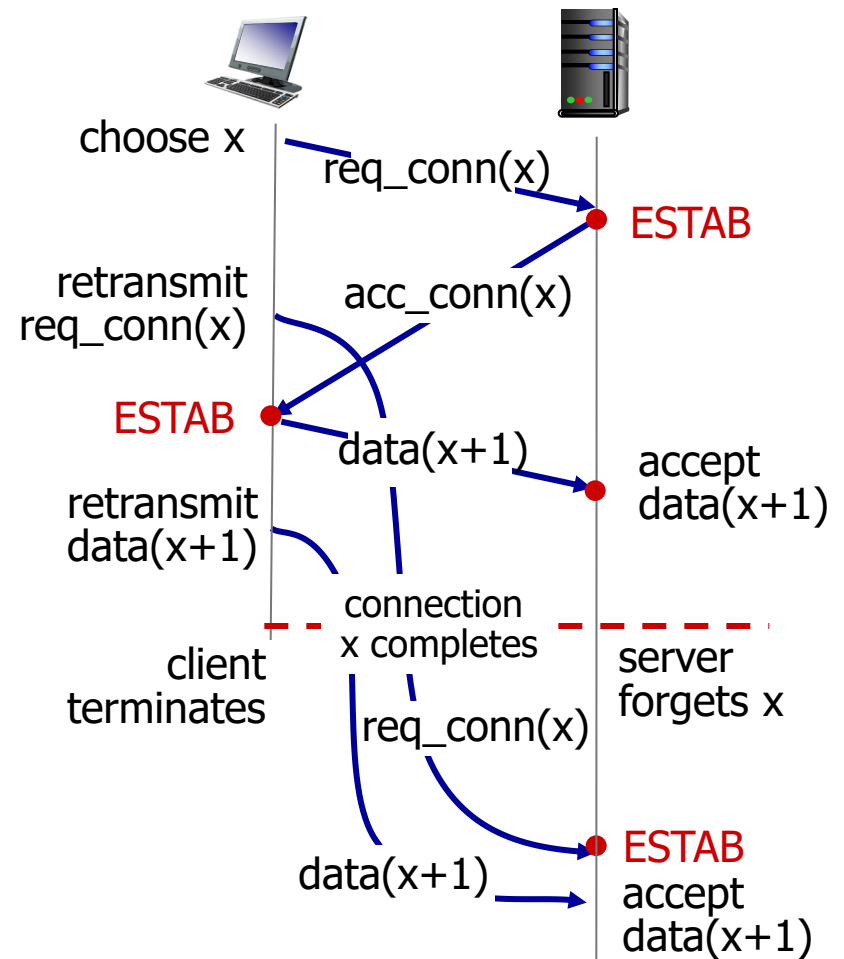 choose x
req_conn(x)
ESTAB
retransmit
req_conn(x)
acc_conn(x)
ESTAB
data(x+1)
accept
data(x+1)
retransmit
data(x+1)
connection
x completes
client
terminates
server
forgets x
req_conn(x)
ESTAB
data(x+1)
accept
data(x+1)